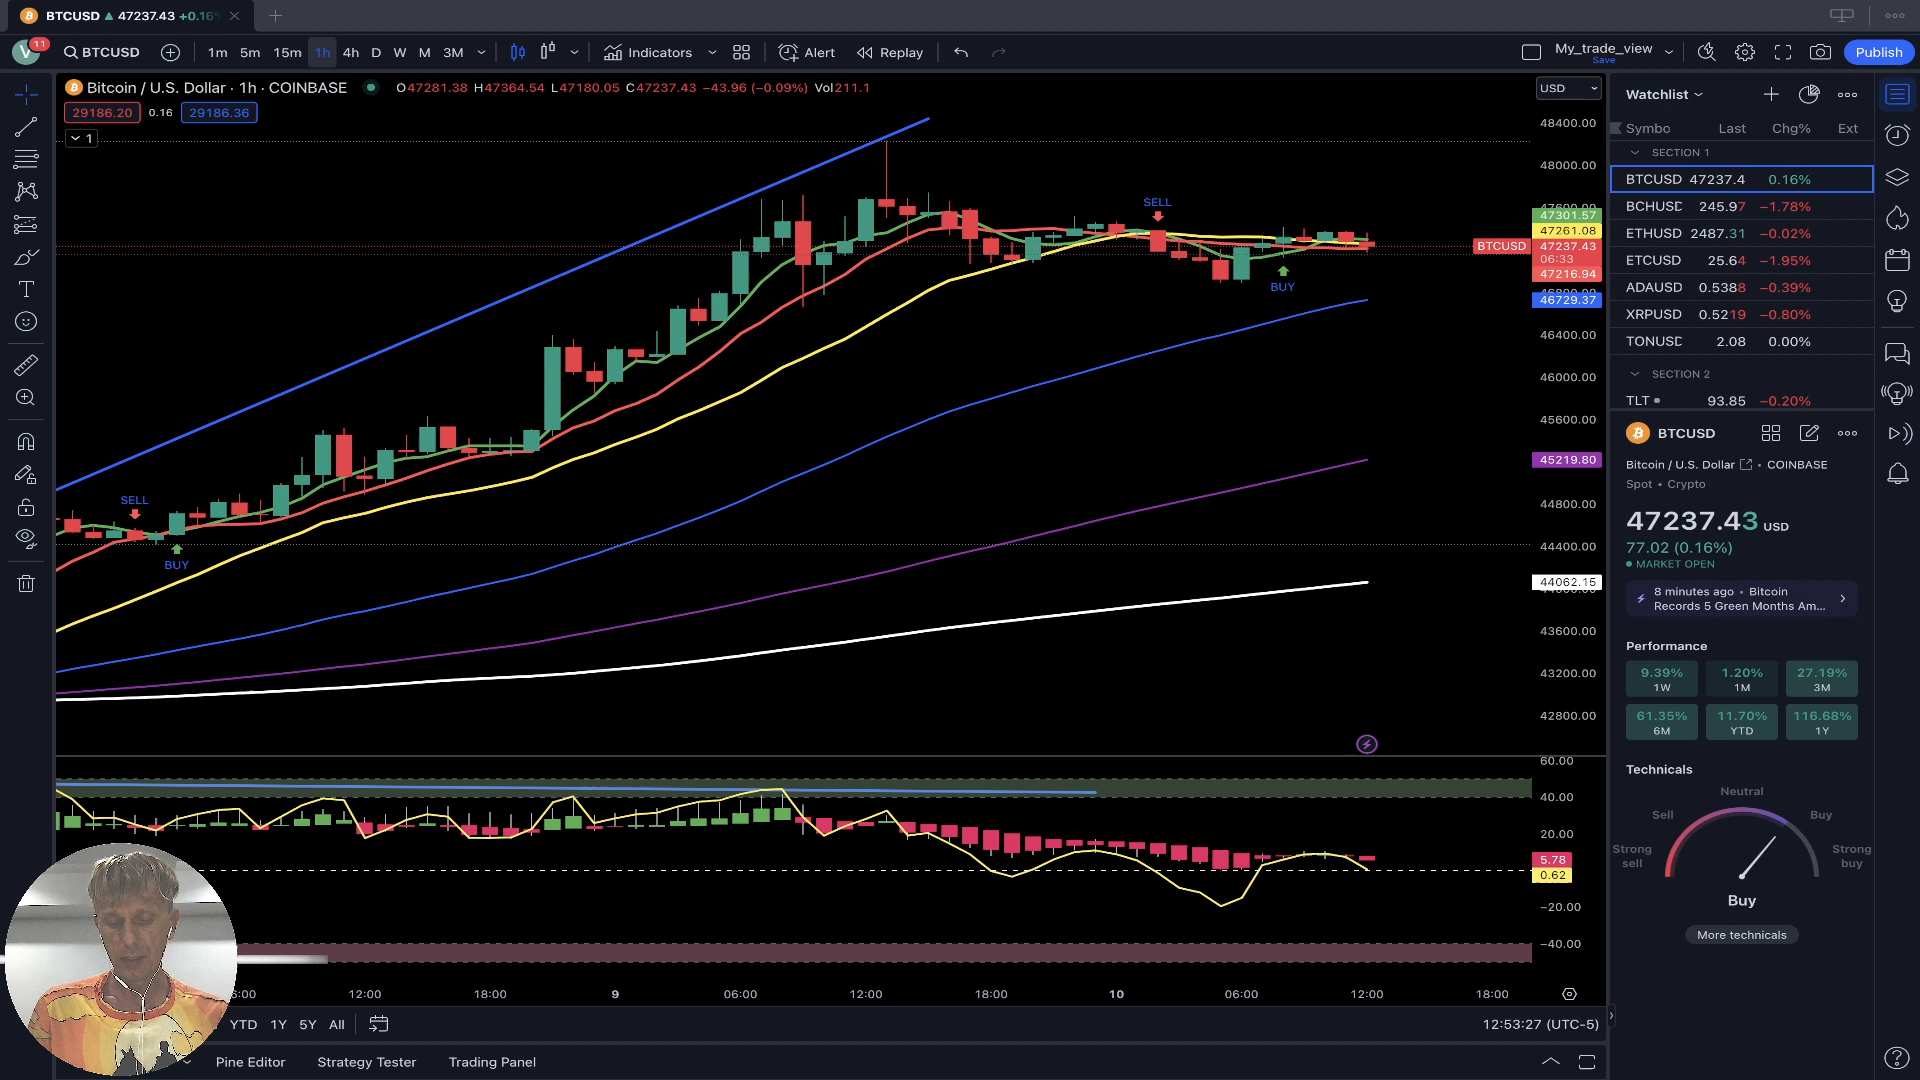 BTCUSD ▲ 47237.43 +0.16
11
BTCUSD
1m 5m 15m 1h 4h D W M 3M
Indicators
Alert
Replay
My_trade_view
Save
Publish
Bitcoin / U.S. Dollar · 1h · COINBASE
O47281.38 H47364.54 L47180.05 C47237.43 −43.96 (−0.09%) Vol211.1
29186.20 0.16 29186.36
1
USD
48400.00
48000.00
47301.57
47261.08
BTCUSD 47237.43
06:33
47216.94
46729.37
46400.00
46000.00
45600.00
45219.80
44800.00
44400.00
44062.15
43600.00
43200.00
42800.00
SELL
BUY
SELL
BUY
60.00
40.00
20.00
5.78
0.62
−20.00
−40.00
12:00 18:00 9 06:00 12:00 18:00 10 06:00 12:00 18:00
YTD 1Y 5Y All
12:53:27 (UTC-5)
Pine Editor Strategy Tester Trading Panel
Watchlist
Symbo Last Chg% Ext
SECTION 1
BTCUSD 47237.4 0.16%
BCHUSD 245.97 −1.78%
ETHUSD 2487.31 −0.02%
ETCUSD 25.64 −1.95%
ADAUSD 0.5388 −0.39%
XRPUSD 0.5219 −0.80%
TONUSD 2.08 0.00%
SECTION 2
TLT 93.85 −0.20%
BTCUSD
Bitcoin / U.S. Dollar • COINBASE
Spot • Crypto
47237.43 USD
77.02 (0.16%)
MARKET OPEN
8 minutes ago • Bitcoin
Records 5 Green Months Am...
Performance
9.39% 1.20% 27.19%
1W 1M 3M
61.35% 11.70% 116.68%
6M YTD 1Y
Technicals
Neutral
Sell Buy
Strong sell
Strong buy
Buy
More technicals